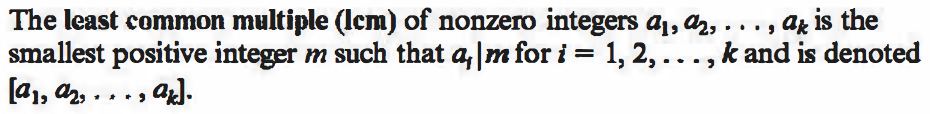 The least common multiple (lcm) of nonzero integers a₁, a₂, . . . , aₖ is the
smallest positive integer m such that aᵢ|m for i = 1, 2, . . . , k and is denoted
[a₁, a₂, . . . , aₖ].